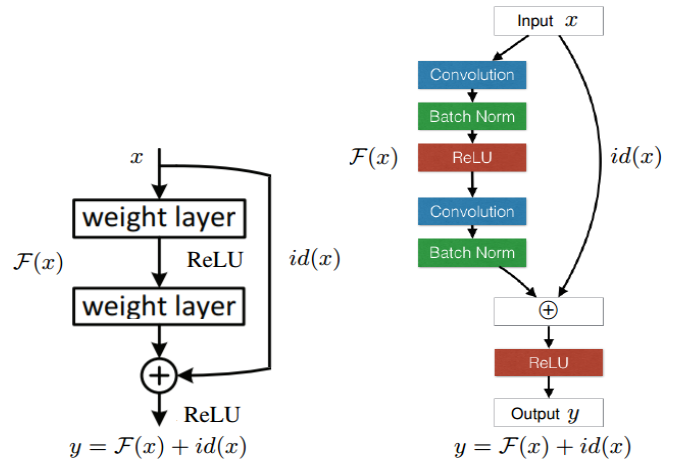 x
weight layer
F(x)
ReLU
id(x)
weight layer
+
ReLU
y = F(x) + id(x)
Input x
Convolution
Batch Norm
F(x)
ReLU
id(x)
Convolution
Batch Norm
⊕
ReLU
Output y
y = F(x) + id(x)